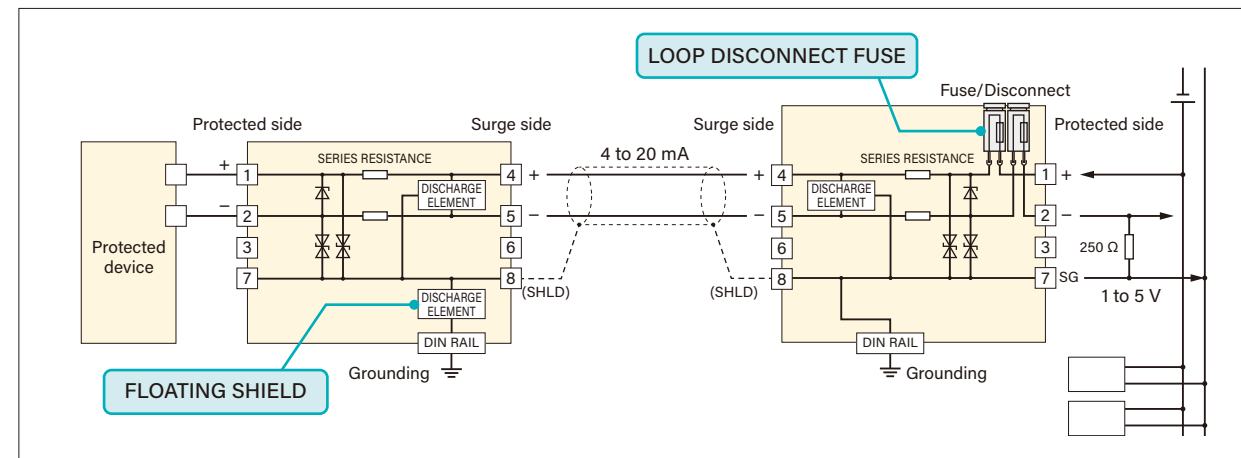 LOOP DISCONNECT FUSE
Fuse/Disconnect
Protected side
Surge side
Surge side
Protected side
4 to 20 mA
SERIES RESISTANCE
SERIES RESISTANCE
+ 1
4 +
+ 4
1 +
DISCHARGE
ELEMENT
DISCHARGE
ELEMENT
− 2
5 −
− 5
2 −
Protected
device
3
6
6
3
250 Ω
7
8
8
7 SG
(SHLD)
(SHLD)
1 to 5 V
DISCHARGE
ELEMENT
DIN RAIL
DIN RAIL
Grounding
Grounding
FLOATING SHIELD